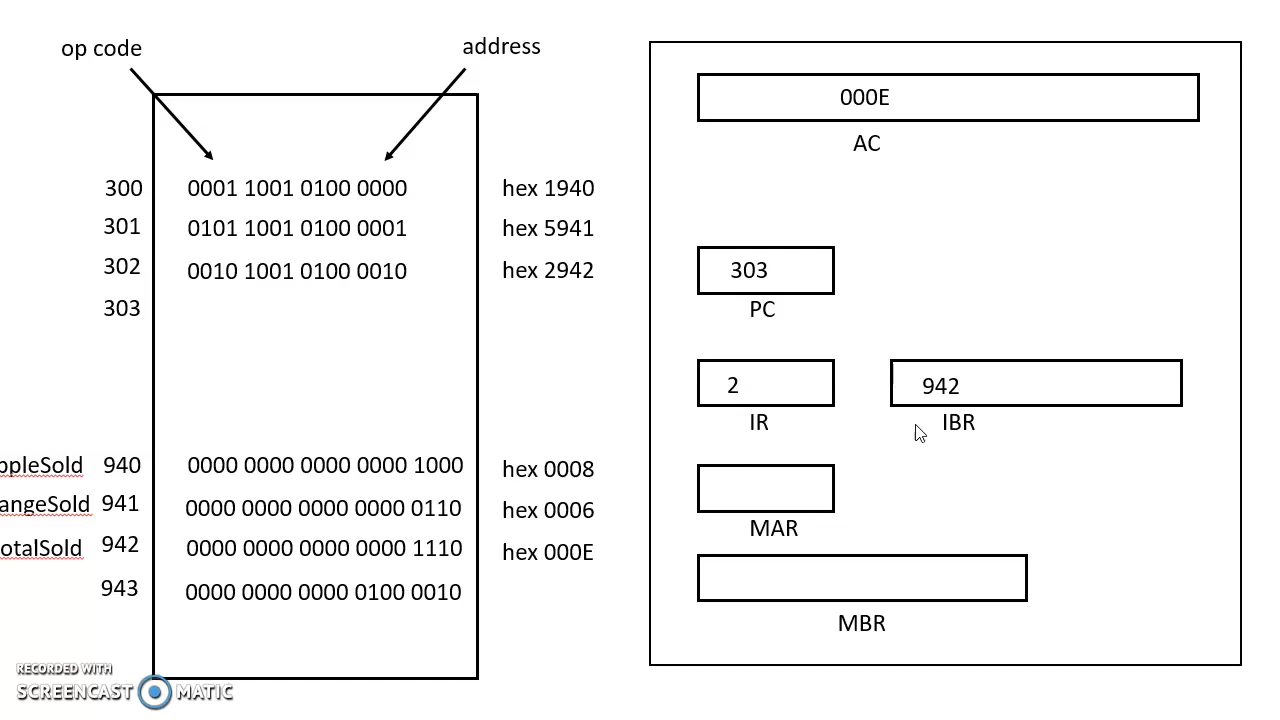 op code
address
300 0001 1001 0100 0000 hex 1940
301 0101 1001 0100 0001 hex 5941
302 0010 1001 0100 0010 hex 2942
303
ppleSold 940 0000 0000 0000 0000 1000 hex 0008
angeSold 941 0000 0000 0000 0000 0110 hex 0006
otalSold 942 0000 0000 0000 0000 1110 hex 000E
943 0000 0000 0000 0100 0010
000E
AC
303
PC
2 942
IR IBR
MAR
MBR
RECORDED WITH
SCREENCAST MATIC